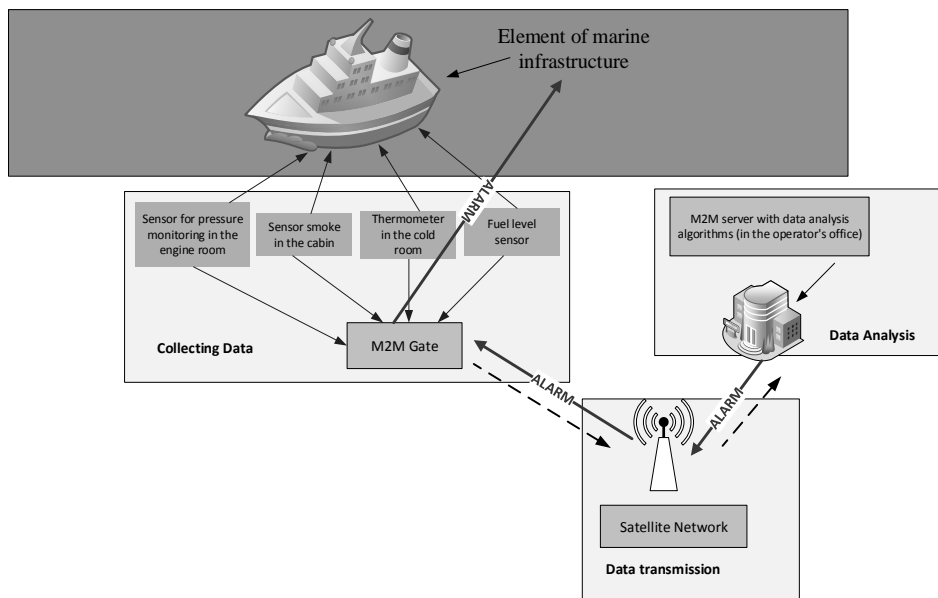 Element of marine
infrastructure
ALARM
Sensor for pressure
monitoring in the
engine room
Sensor smoke
in the cabin
Thermometer
in the cold
room
Fuel level
sensor
M2M server with data analysis
algorithms (in the operator's office)
Collecting Data
M2M Gate
Data Analysis
ALARM
ALARM
Satellite Network
Data transmission